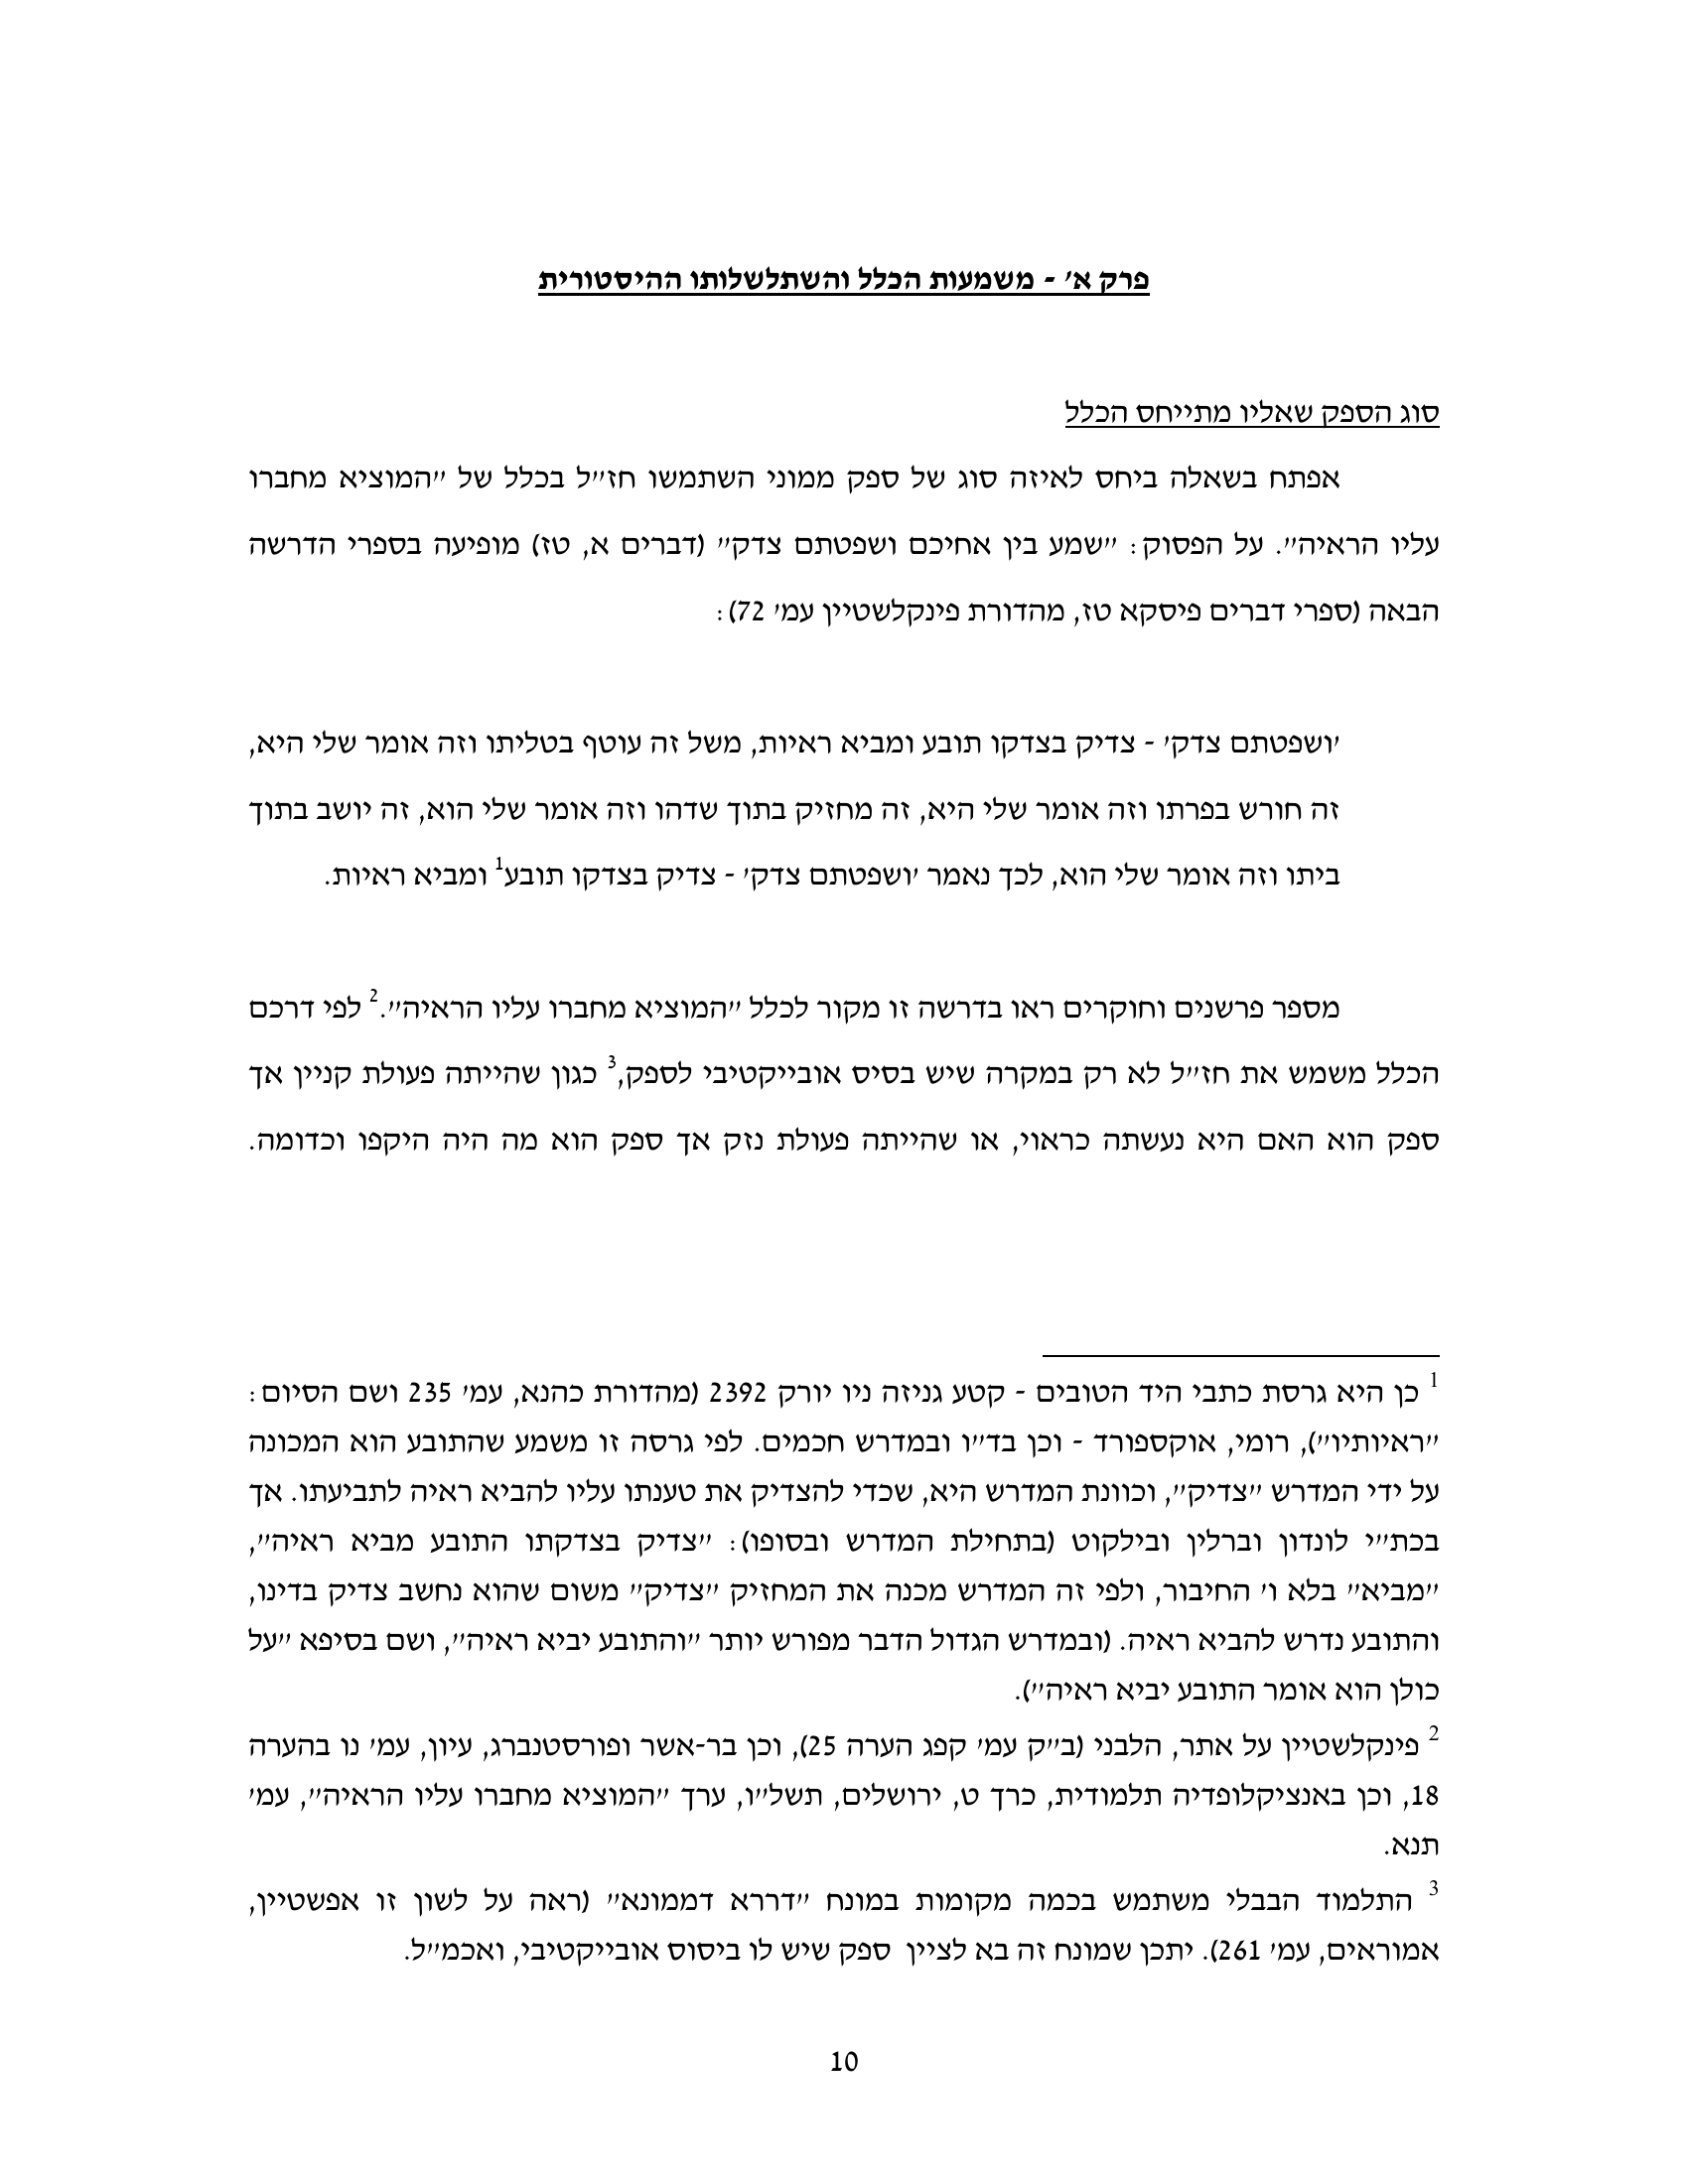 פרק א' - משמעות הכלל והשתלשלותו ההיסטורית
סוג הספק שאליו מתייחס הכלל
אפתח בשאלה ביחס לאיזה סוג של ספק ממוני השתמשו חז"ל בכלל של "המוציא מחברו
עליו הראיה". על הפסוק: "שמע בין אחיכם ושפטתם צדק" (דברים א, טז) מופיעה בספרי הדרשה
הבאה (ספרי דברים פיסקא טז, מהדורת פינקלשטיין עמ' 72):
'ושפטתם צדק' - צדיק בצדקו תובע ומביא ראיות, משל זה עוטף בטליתו וזה אומר שלי היא,
זה חורש בפרתו וזה אומר שלי היא, זה מחזיק בתוך שדהו וזה אומר שלי הוא, זה יושב בתוך
ביתו וזה אומר שלי הוא, לכך נאמר 'ושפטתם צדק' - צדיק בצדקו תובע1 ומביא ראיות.
מספר פרשנים וחוקרים ראו בדרשה זו מקור לכלל "המוציא מחברו עליו הראיה".2 לפי דרכם
הכלל משמש את חז"ל לא רק במקרה שיש בסיס אובייקטיבי לספק,3 כגון שהייתה פעולת קניין אך
ספק הוא האם היא נעשתה כראוי, או שהייתה פעולת נזק אך ספק הוא מה היה היקפו וכדומה.
1 כן היא גרסת כתבי היד הטובים - קטע גניזה ניו יורק 2392 (מהדורת כהנא, עמ' 235 ושם הסיום:
"ראיותיו"), רומי, אוקספורד - וכן בד"ו ובמדרש חכמים. לפי גרסה זו משמע שהתובע הוא המכונה
על ידי המדרש "צדיק", וכוונת המדרש היא, שכדי להצדיק את טענתו עליו להביא ראיה לתביעתו. אך
בכת"י לונדון וברלין ובילקוט (בתחילת המדרש ובסופו): "צדיק בצדקתו התובע מביא ראיה",
"מביא" בלא ו' החיבור, ולפי זה המדרש מכנה את המחזיק "צדיק" משום שהוא נחשב צדיק בדינו,
והתובע נדרש להביא ראיה. (ובמדרש הגדול הדבר מפורש יותר "והתובע יביא ראיה", ושם בסיפא "על
כולן הוא אומר התובע יביא ראיה").
2 פינקלשטיין על אתר, הלבני (ב"ק עמ' קפג הערה 25), וכן בר-אשר ופורסטנברג, עיון, עמ' נו בהערה
18, וכן באנציקלופדיה תלמודית, כרך ט, ירושלים, תשל"ו, ערך "המוציא מחברו עליו הראיה", עמ'
תנא.
3 התלמוד הבבלי משתמש בכמה מקומות במונח "דררא דממונא" (ראה על לשון זו אפשטיין,
אמוראים, עמ' 261). יתכן שמונח זה בא לציין ספק שיש לו ביסוס אובייקטיבי, ואכמ"ל.
10